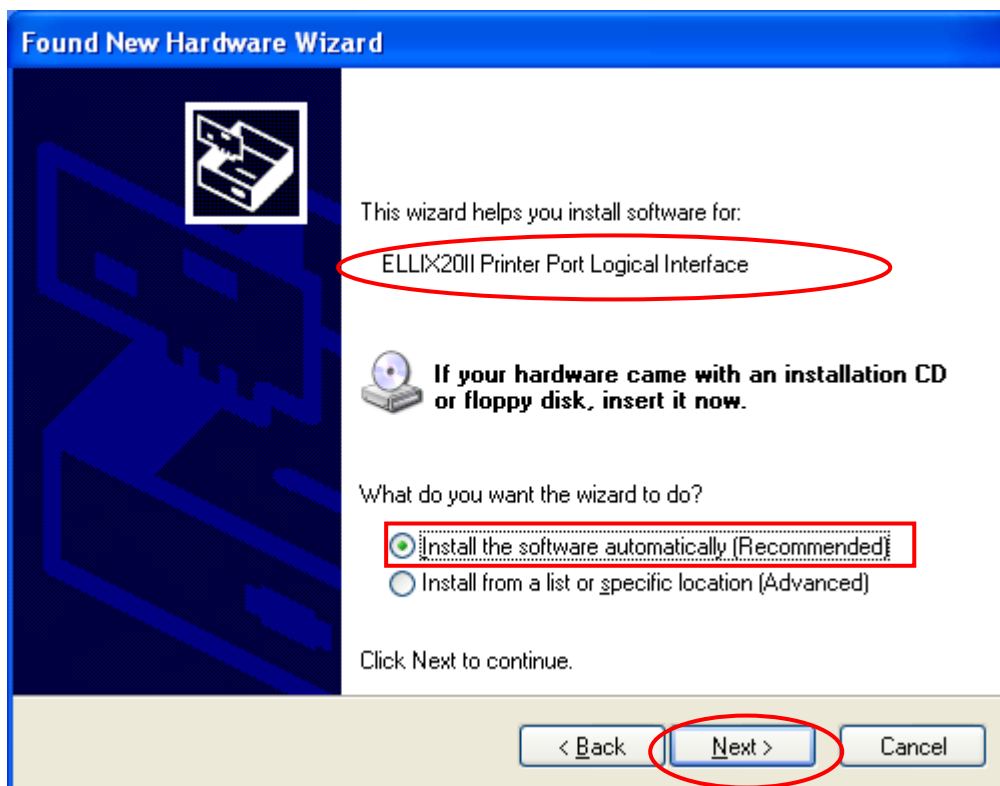 Found New Hardware Wizard
This wizard helps you install software for:
ELLIX20II Printer Port Logical Interface
If your hardware came with an installation CD
or floppy disk, insert it now.
What do you want the wizard to do?
Install the software automatically (Recommended)
Install from a list or specific location (Advanced)
Click Next to continue.
< Back
Next >
Cancel